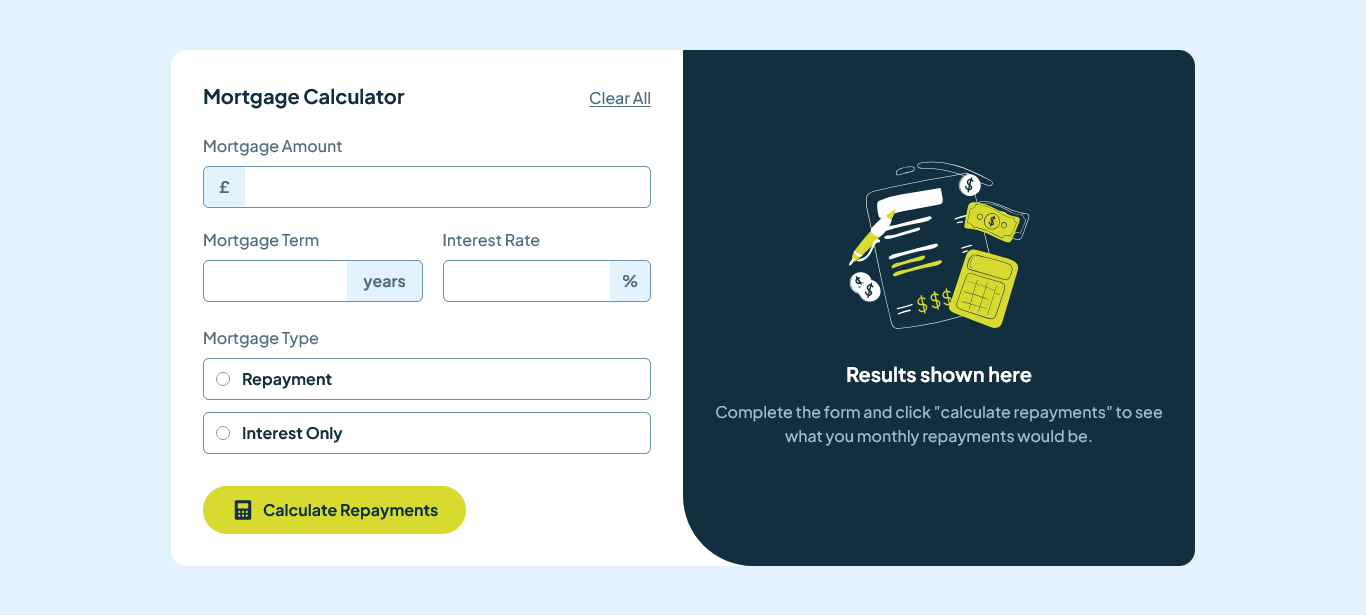 Mortgage Calculator
Clear All
Mortgage Amount
£
Mortgage Term
Interest Rate
years
%
Mortgage Type
Repayment
Interest Only
Calculate Repayments
$
$
$
$
$$$
Results shown here
Complete the form and click "calculate repayments" to see
what you monthly repayments would be.